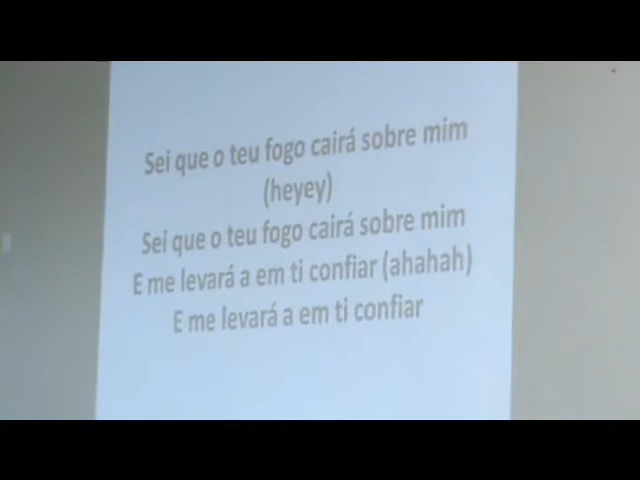 Sei que o teu fogo cairá sobre mim
(heyey)
Sei que o teu fogo cairá sobre mim
E me levará a em ti confiar (ahahah)
E me levará a em ti confiar